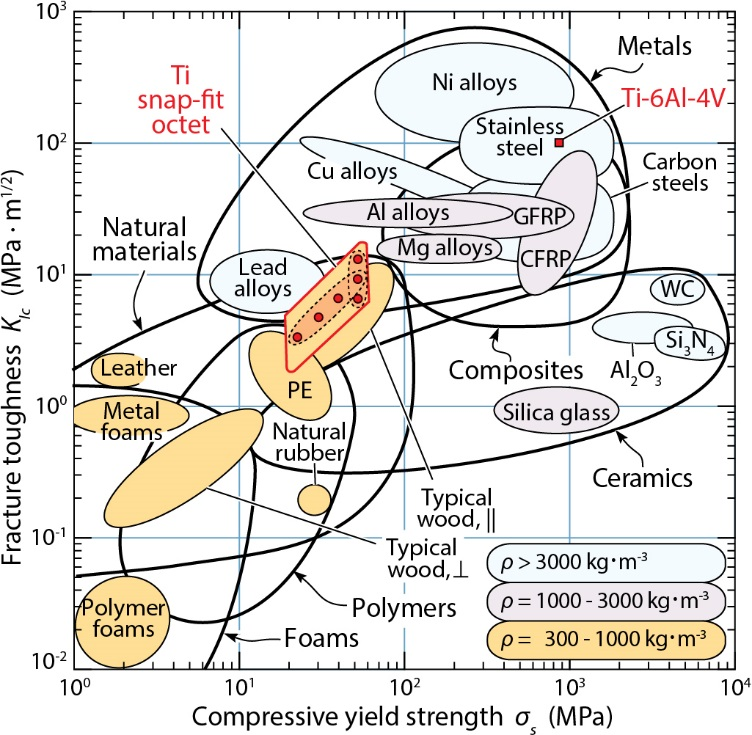 10³
10²
10¹
10⁰
10⁻¹
10⁻²
Fracture toughness K_Ic (MPa · m^1/2)
Metals
Ni alloys
Ti
snap-fit
octet
Ti-6Al-4V
Stainless
steel
Cu alloys
Carbon
steels
Al alloys
GFRP
Natural
materials
Mg alloys
CFRP
Lead
alloys
WC
Si₃N₄
Al₂O₃
Composites
Leather
PE
Metal
foams
Silica glass
Natural
rubber
Ceramics
Typical
wood, ||
Typical
wood,⊥
ρ > 3000 kg·m⁻³
ρ = 1000 - 3000 kg·m⁻³
ρ = 300 - 1000 kg·m⁻³
Polymer
foams
Polymers
Foams
10⁰
10¹
10²
10³
10⁴
Compressive yield strength σ_s (MPa)